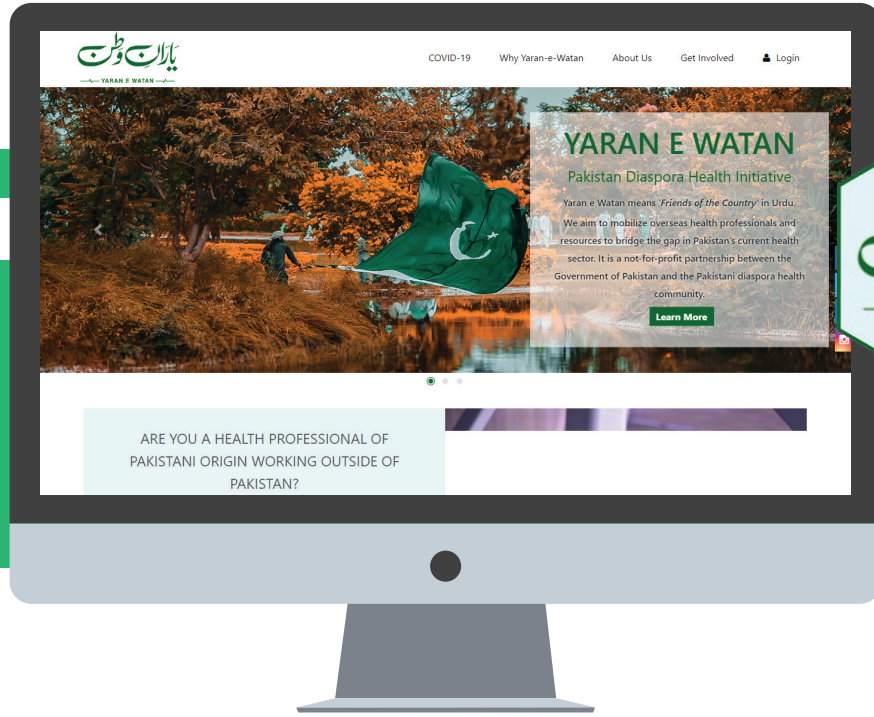 یارانِ وطن
YARAN E WATAN
COVID-19 Why Yaran-e-Watan About Us Get Involved Login
YARAN E WATAN
Pakistan Diaspora Health Initiative
Yaran e Watan means 'Friends of the Country' in Urdu.
We aim to mobilize overseas health professionals and
resources to bridge the gap in Pakistan's current health
sector. It is a not-for-profit partnership between the
Government of Pakistan and the Pakistani diaspora health
community.
Learn More
ARE YOU A HEALTH PROFESSIONAL OF
PAKISTANI ORIGIN WORKING OUTSIDE OF
PAKISTAN?